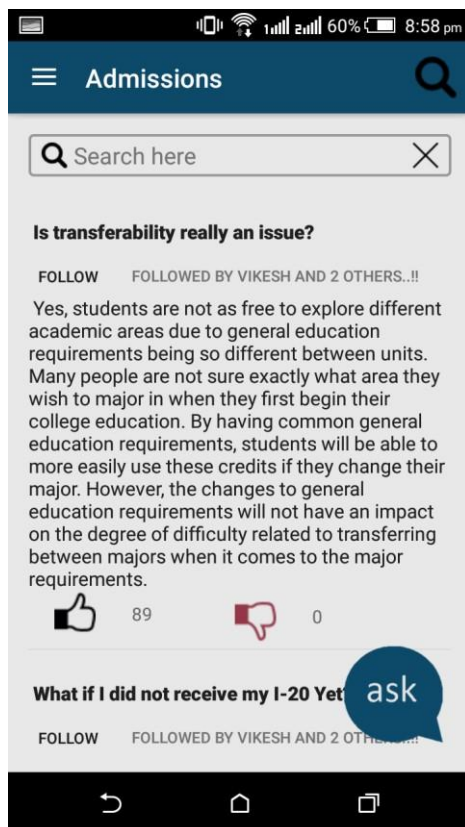 1 2 60% 8:58 pm
Admissions
Search here
Is transferability really an issue?
FOLLOW FOLLOWED BY VIKESH AND 2 OTHERS..!!
Yes, students are not as free to explore different
academic areas due to general education
requirements being so different between units.
Many people are not sure exactly what area they
wish to major in when they first begin their
college education. By having common general
education requirements, students will be able to
more easily use these credits if they change their
major. However, the changes to general
education requirements will not have an impact
on the degree of difficulty related to transferring
between majors when it comes to the major
requirements.
89 0
What if I did not receive my I-20 Yet
ask
FOLLOW FOLLOWED BY VIKESH AND 2